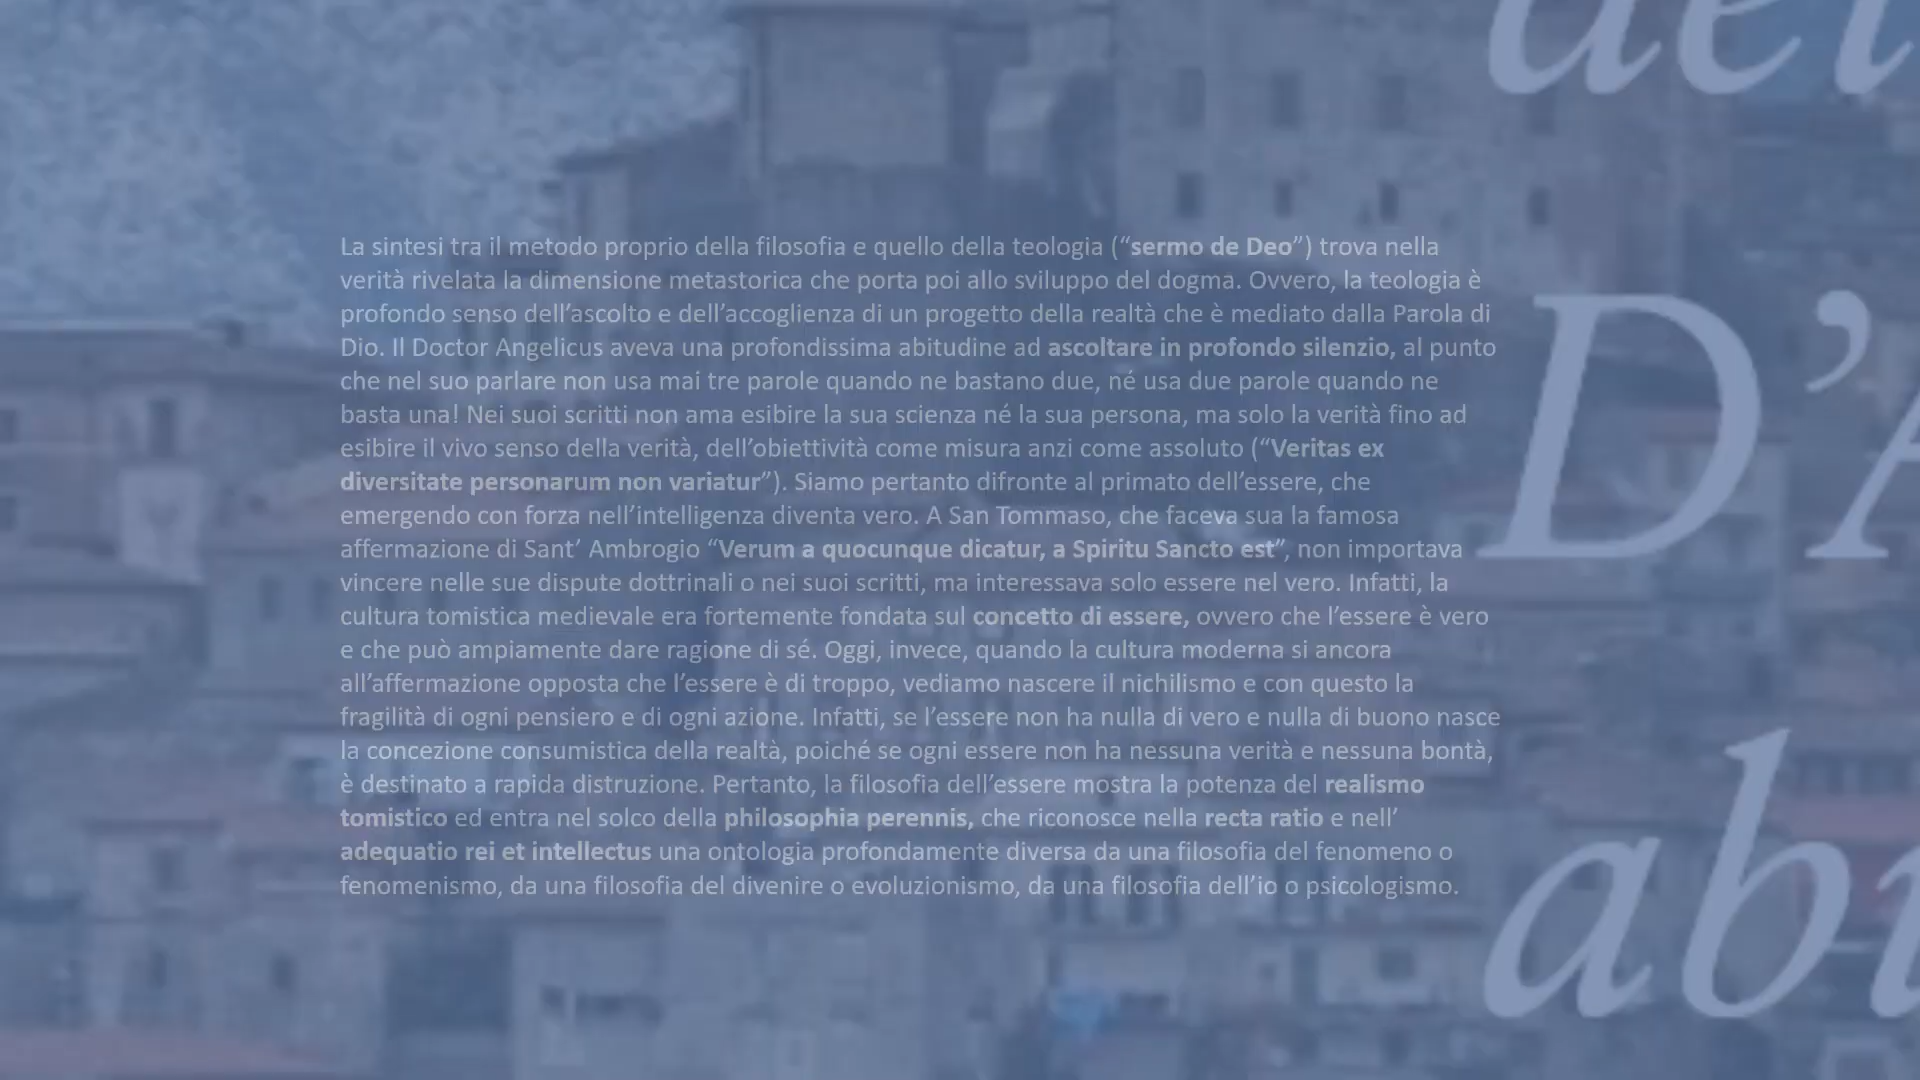 La sintesi tra il metodo proprio della filosofia e quello della teologia (“sermo de Deo”) trova nella
verità rivelata la dimensione metastorica che porta poi allo sviluppo del dogma. Ovvero, la teologia è
profondo senso dell’ascolto e dell’accoglienza di un progetto della realtà che è mediato dalla Parola di
Dio. Il Doctor Angelicus aveva una profondissima abitudine ad ascoltare in profondo silenzio, al punto
che nel suo parlare non usa mai tre parole quando ne bastano due, né usa due parole quando ne
basta una! Nei suoi scritti non ama esibire la sua scienza né la sua persona, ma solo la verità fino ad
esibire il vivo senso della verità, dell’obiettività come misura anzi come assoluto (“Veritas ex
diversitate personarum non variatur”). Siamo pertanto difronte al primato dell’essere, che
emergendo con forza nell’intelligenza diventa vero. A San Tommaso, che faceva sua la famosa
affermazione di Sant’ Ambrogio “Verum a quocunque dicatur, a Spiritu Sancto est”, non importava
vincere nelle sue dispute dottrinali o nei suoi scritti, ma interessava solo essere nel vero. Infatti, la
cultura tomistica medievale era fortemente fondata sul concetto di essere, ovvero che l’essere è vero
e che può ampiamente dare ragione di sé. Oggi, invece, quando la cultura moderna si ancora
all’affermazione opposta che l’essere è di troppo, vediamo nascere il nichilismo e con questo la
fragilità di ogni pensiero e di ogni azione. Infatti, se l’essere non ha nulla di vero e nulla di buono nasce
la concezione consumistica della realtà, poiché se ogni essere non ha nessuna verità e nessuna bontà,
è destinato a rapida distruzione. Pertanto, la filosofia dell’essere mostra la potenza del realismo
tomistico ed entra nel solco della philosophia perennis, che riconosce nella recta ratio e nell’
adequatio rei et intellectus una ontologia profondamente diversa da una filosofia del fenomeno o
fenomenismo, da una filosofia del divenire o evoluzionismo, da una filosofia dell’io o psicologismo.